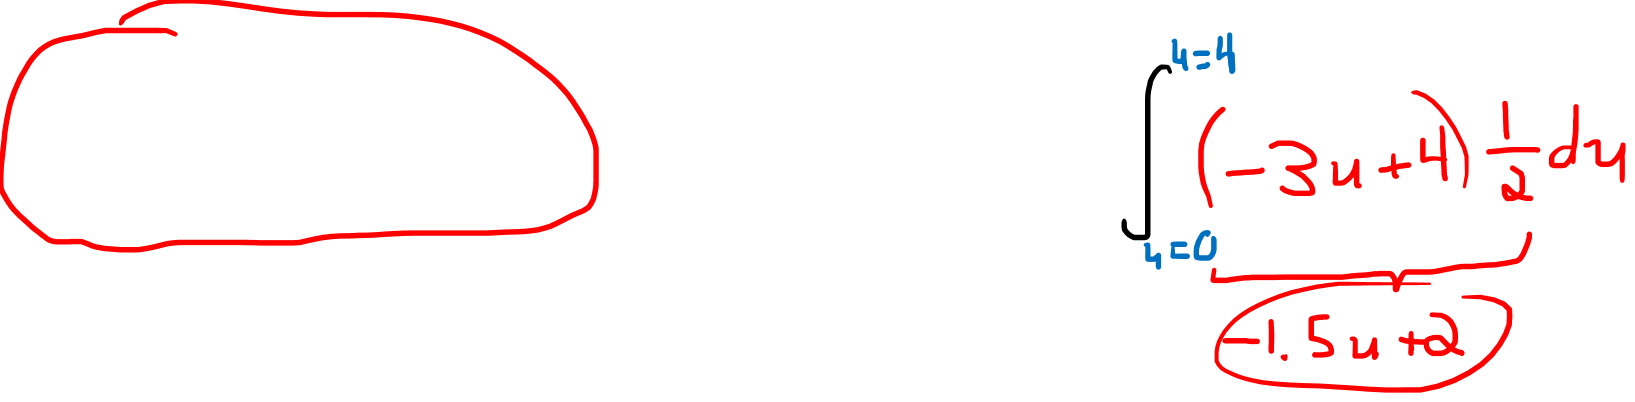 u=4
∫ (-3u+4) 1/2 du
u=0
-1.5u+2